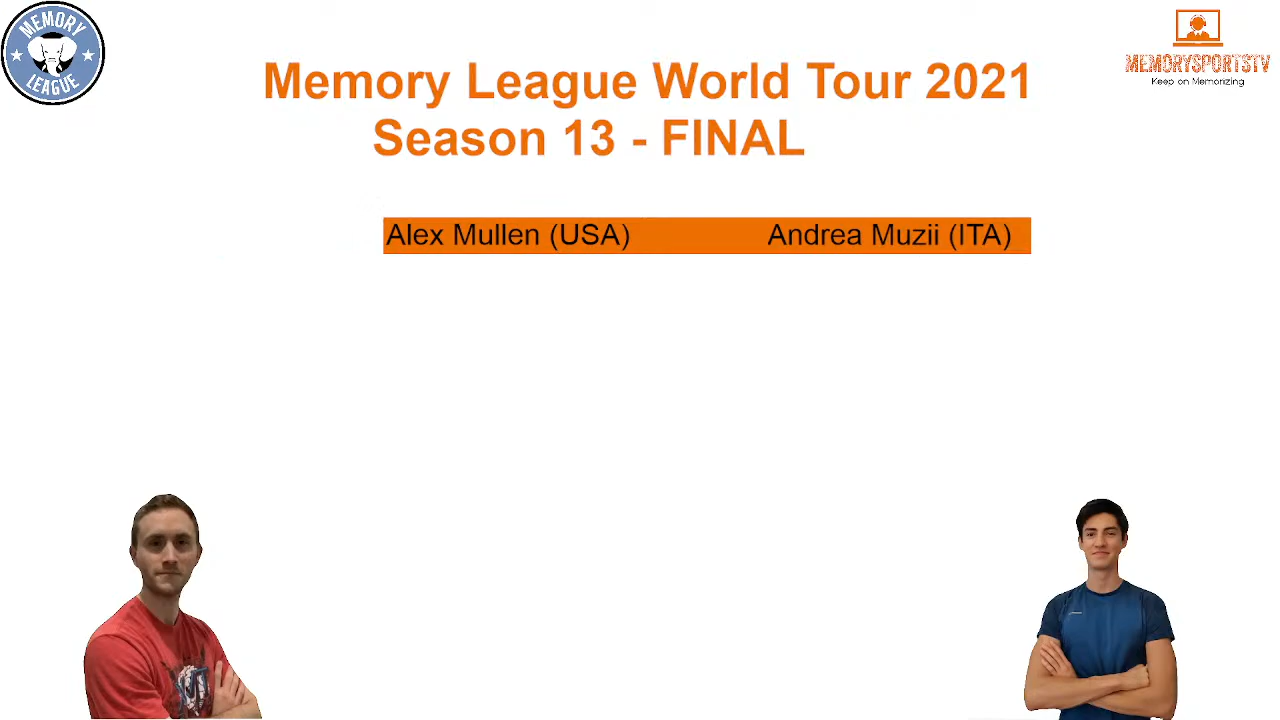 MEMORY
LEAGUE
MEMORYSPORTSTV
Keep on Memorizing
Memory League World Tour 2021
Season 13 - FINAL
Alex Mullen (USA) Andrea Muzii (ITA)